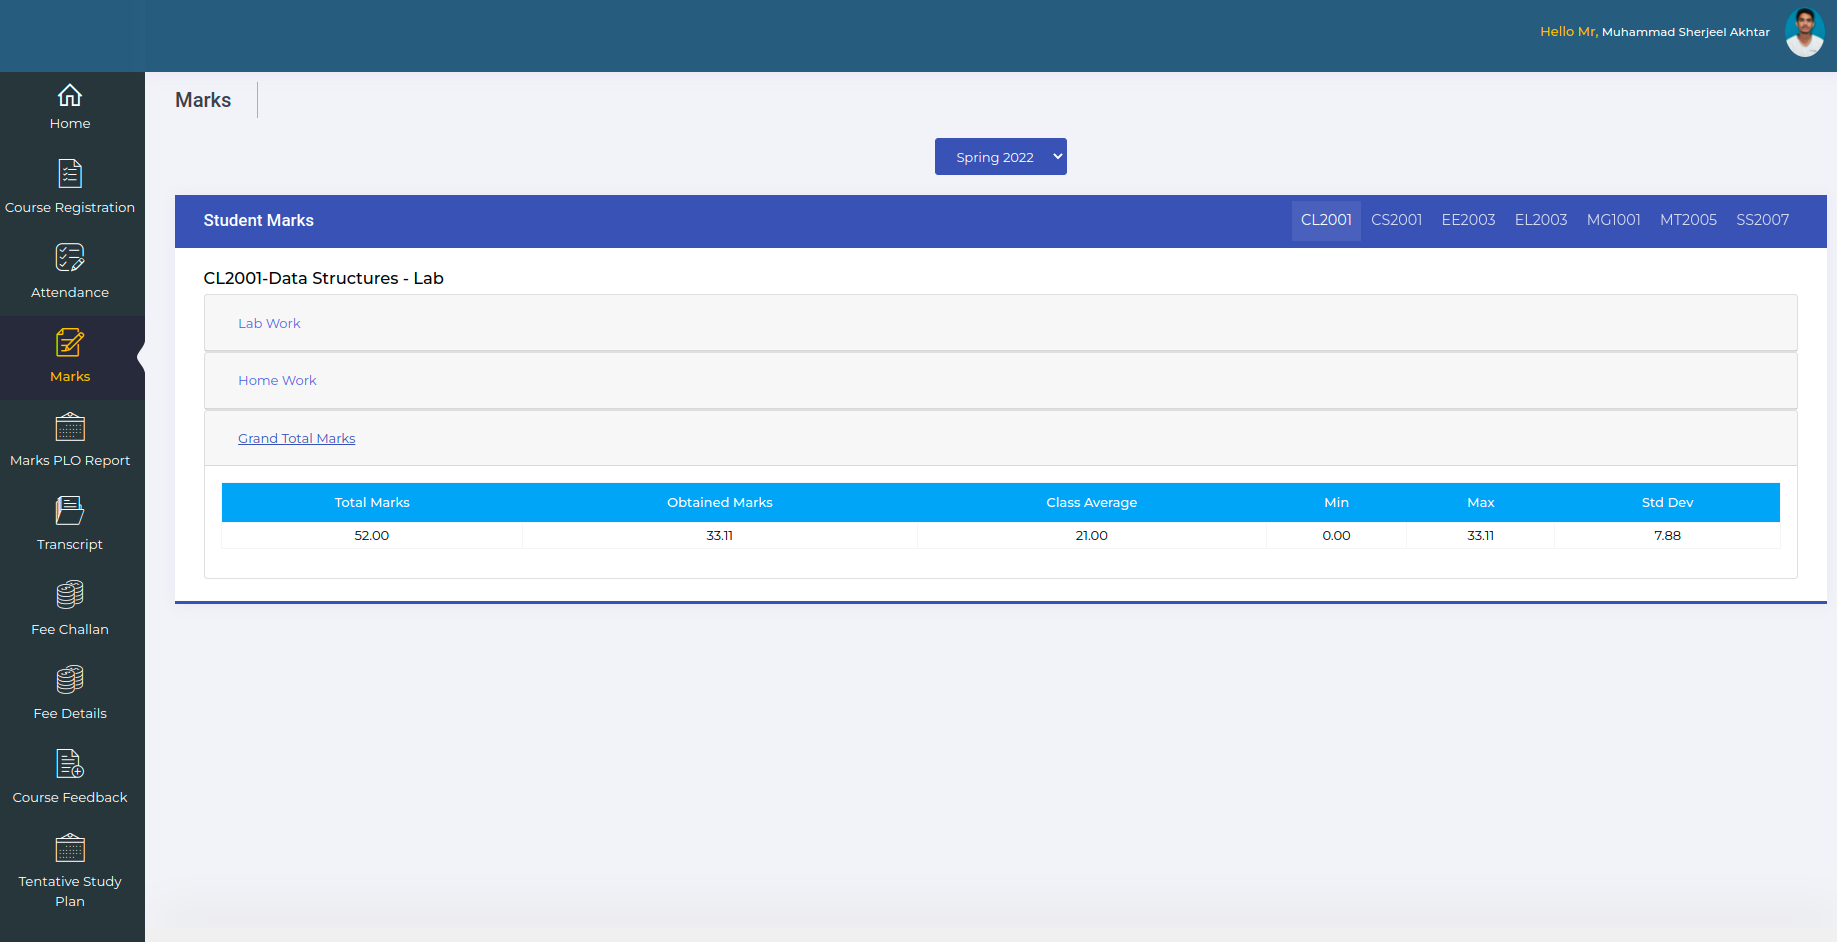 Hello Mr, Muhammad Sherjeel Akhtar
Home
Course Registration
Attendance
Marks
Marks PLO Report
Transcript
Fee Challan
Fee Details
Course Feedback
Tentative Study
Plan
Marks
Spring 2022
Student Marks CL2001 CS2001 EE2003 EL2003 MG1001 MT2005 SS2007
CL2001-Data Structures - Lab
Lab Work
Home Work
Grand Total Marks
Total Marks Obtained Marks Class Average Min Max Std Dev
52.00 33.11 21.00 0.00 33.11 7.88